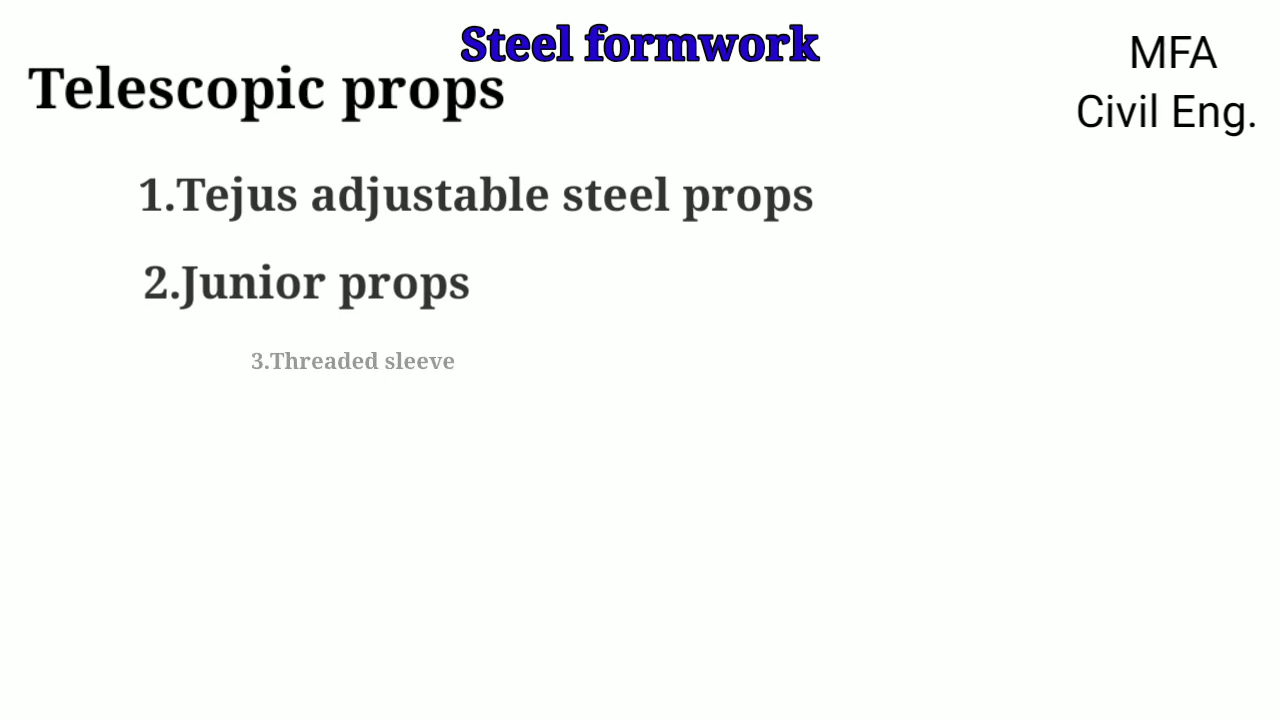 Steel formwork
MFA
Civil Eng.
Telescopic props
1.Tejus adjustable steel props
2.Junior props
3.Threaded sleeve